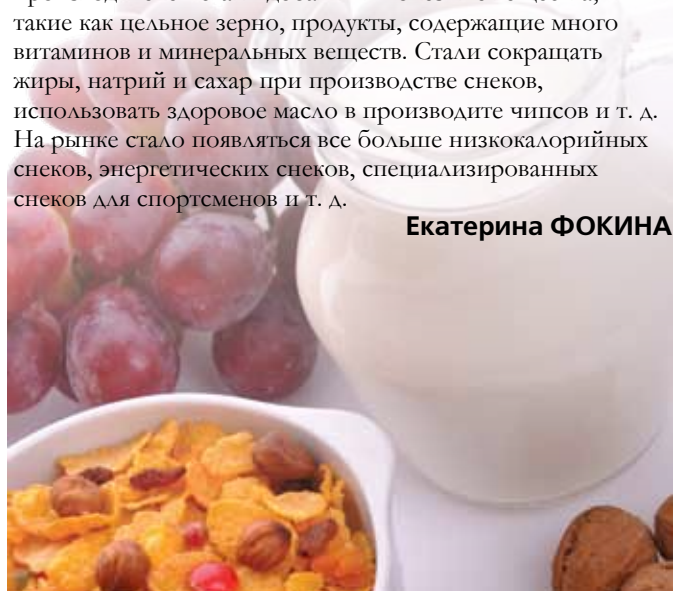 такие как цельное зерно, продукты, содержащие много
витаминов и минеральных веществ. Стали сокращать
жиры, натрий и сахар при производстве снеков,
использовать здоровое масло в производите чипсов и т. д.
На рынке стало появляться все больше низкокалорийных
снеков, энергетических снеков, специализированных
снеков для спортсменов и т. д.
Екатерина ФОКИНА